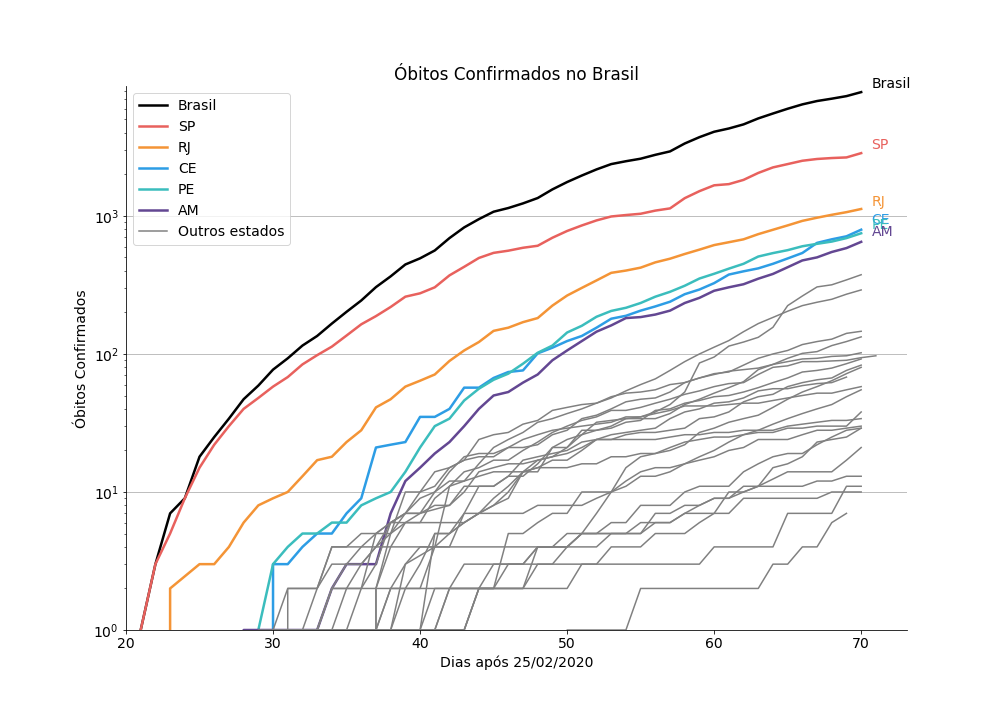 Óbitos Confirmados no Brasil
Brasil
SP
RJ
CE
PE
AM
Outros estados
Brasil
SP
RJ
CE
PE
AM
10³
10²
10¹
10⁰
Óbitos Confirmados
20 30 40 50 60 70
Dias após 25/02/2020